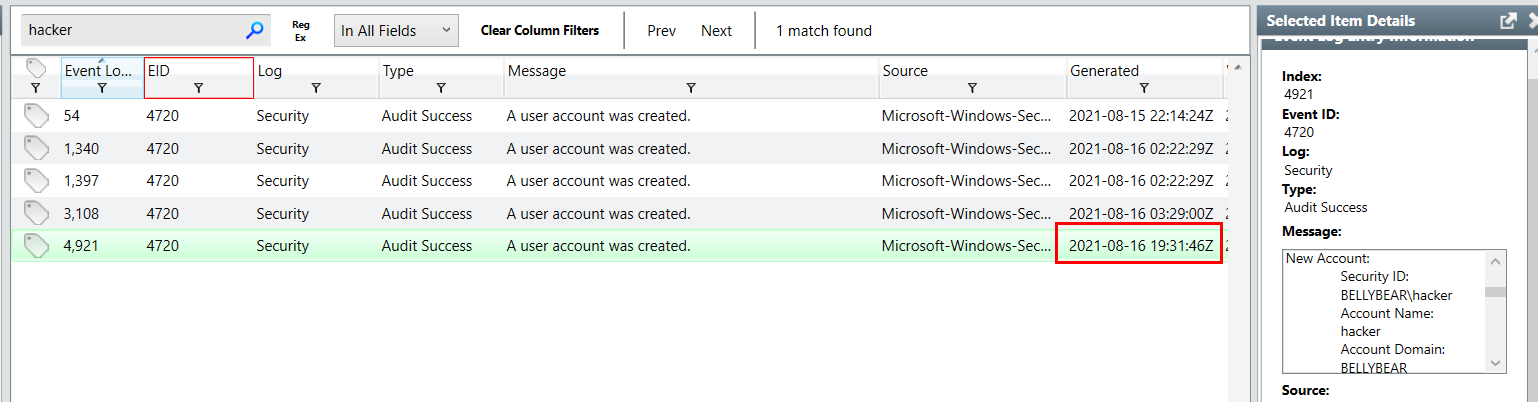 hacker
Reg Ex
In All Fields
Clear Column Filters
Prev
Next
1 match found
Event Lo...
EID
Log
Type
Message
Source
Generated
54 4720 Security Audit Success A user account was created. Microsoft-Windows-Sec... 2021-08-15 22:14:24Z
1,340 4720 Security Audit Success A user account was created. Microsoft-Windows-Sec... 2021-08-16 02:22:29Z
1,397 4720 Security Audit Success A user account was created. Microsoft-Windows-Sec... 2021-08-16 02:22:29Z
3,108 4720 Security Audit Success A user account was created. Microsoft-Windows-Sec... 2021-08-16 03:29:00Z
4,921 4720 Security Audit Success A user account was created. Microsoft-Windows-Sec... 2021-08-16 19:31:46Z
Selected Item Details
Event Log Entry Information
Index:
4921
Event ID:
4720
Log:
Security
Type:
Audit Success
Message:
New Account:
Security ID:
BELLYBEAR\hacker
Account Name:
hacker
Account Domain:
BELLYBEAR
Source: